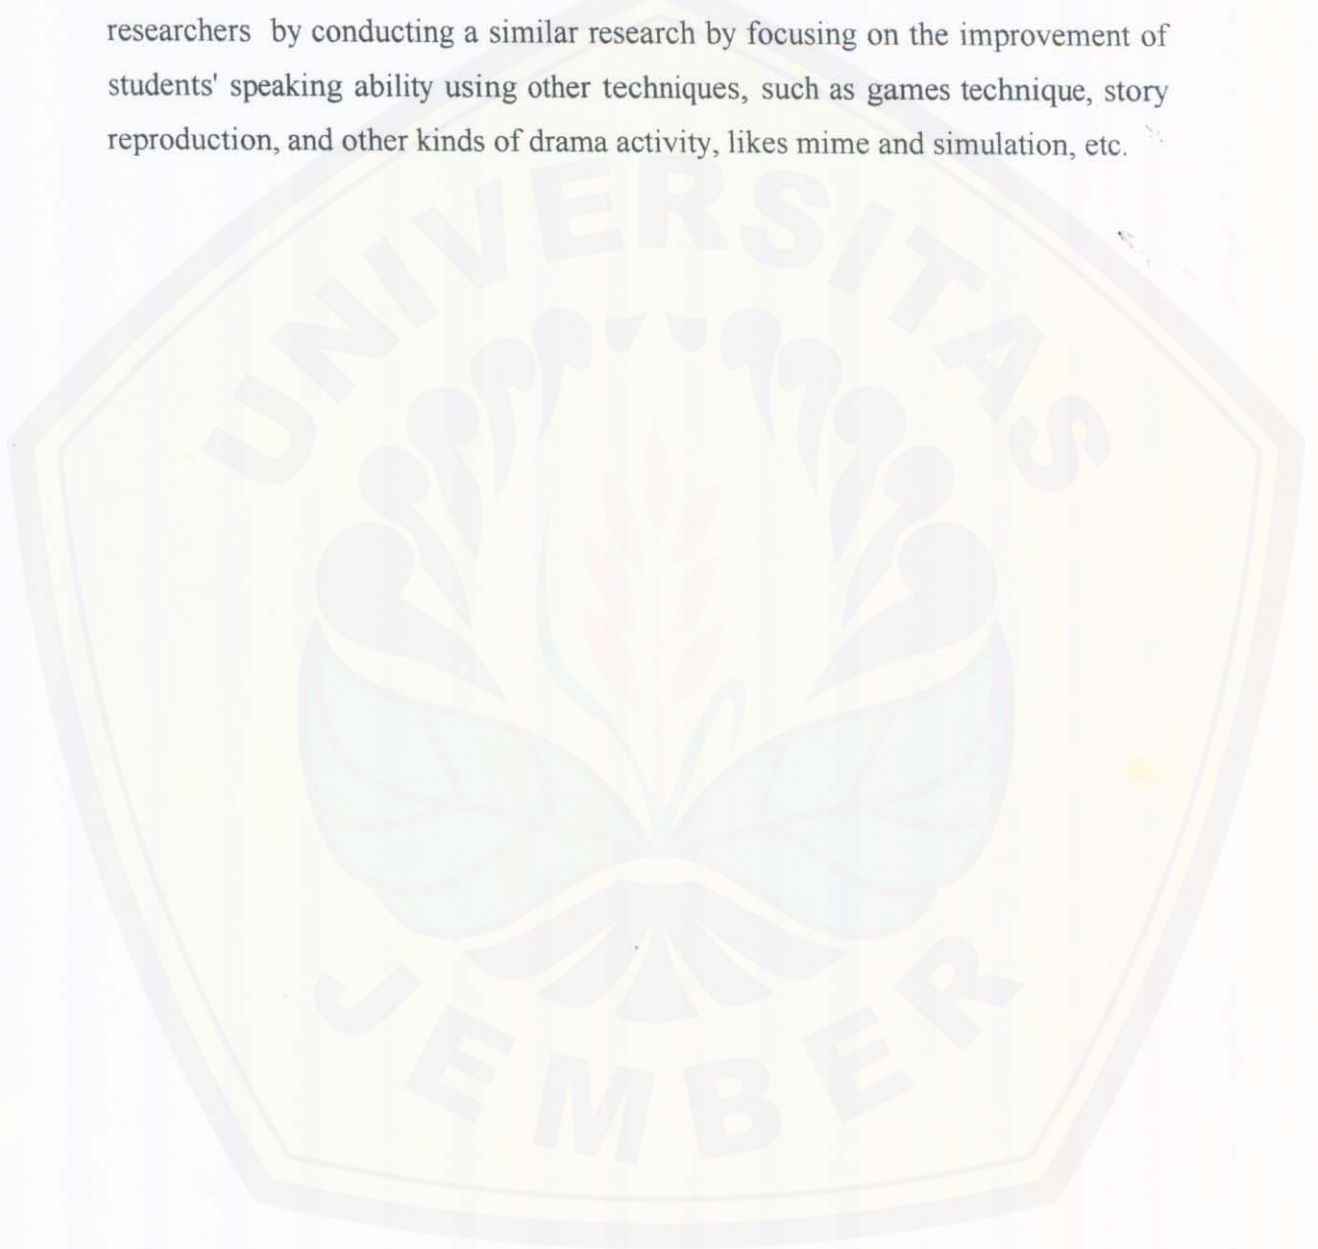 researchers by conducting a similar research by focusing on the improvement of
students' speaking ability using other techniques, such as games technique, story
reproduction, and other kinds of drama activity, likes mime and simulation, etc.
UNIVERSITAS
JEMBER